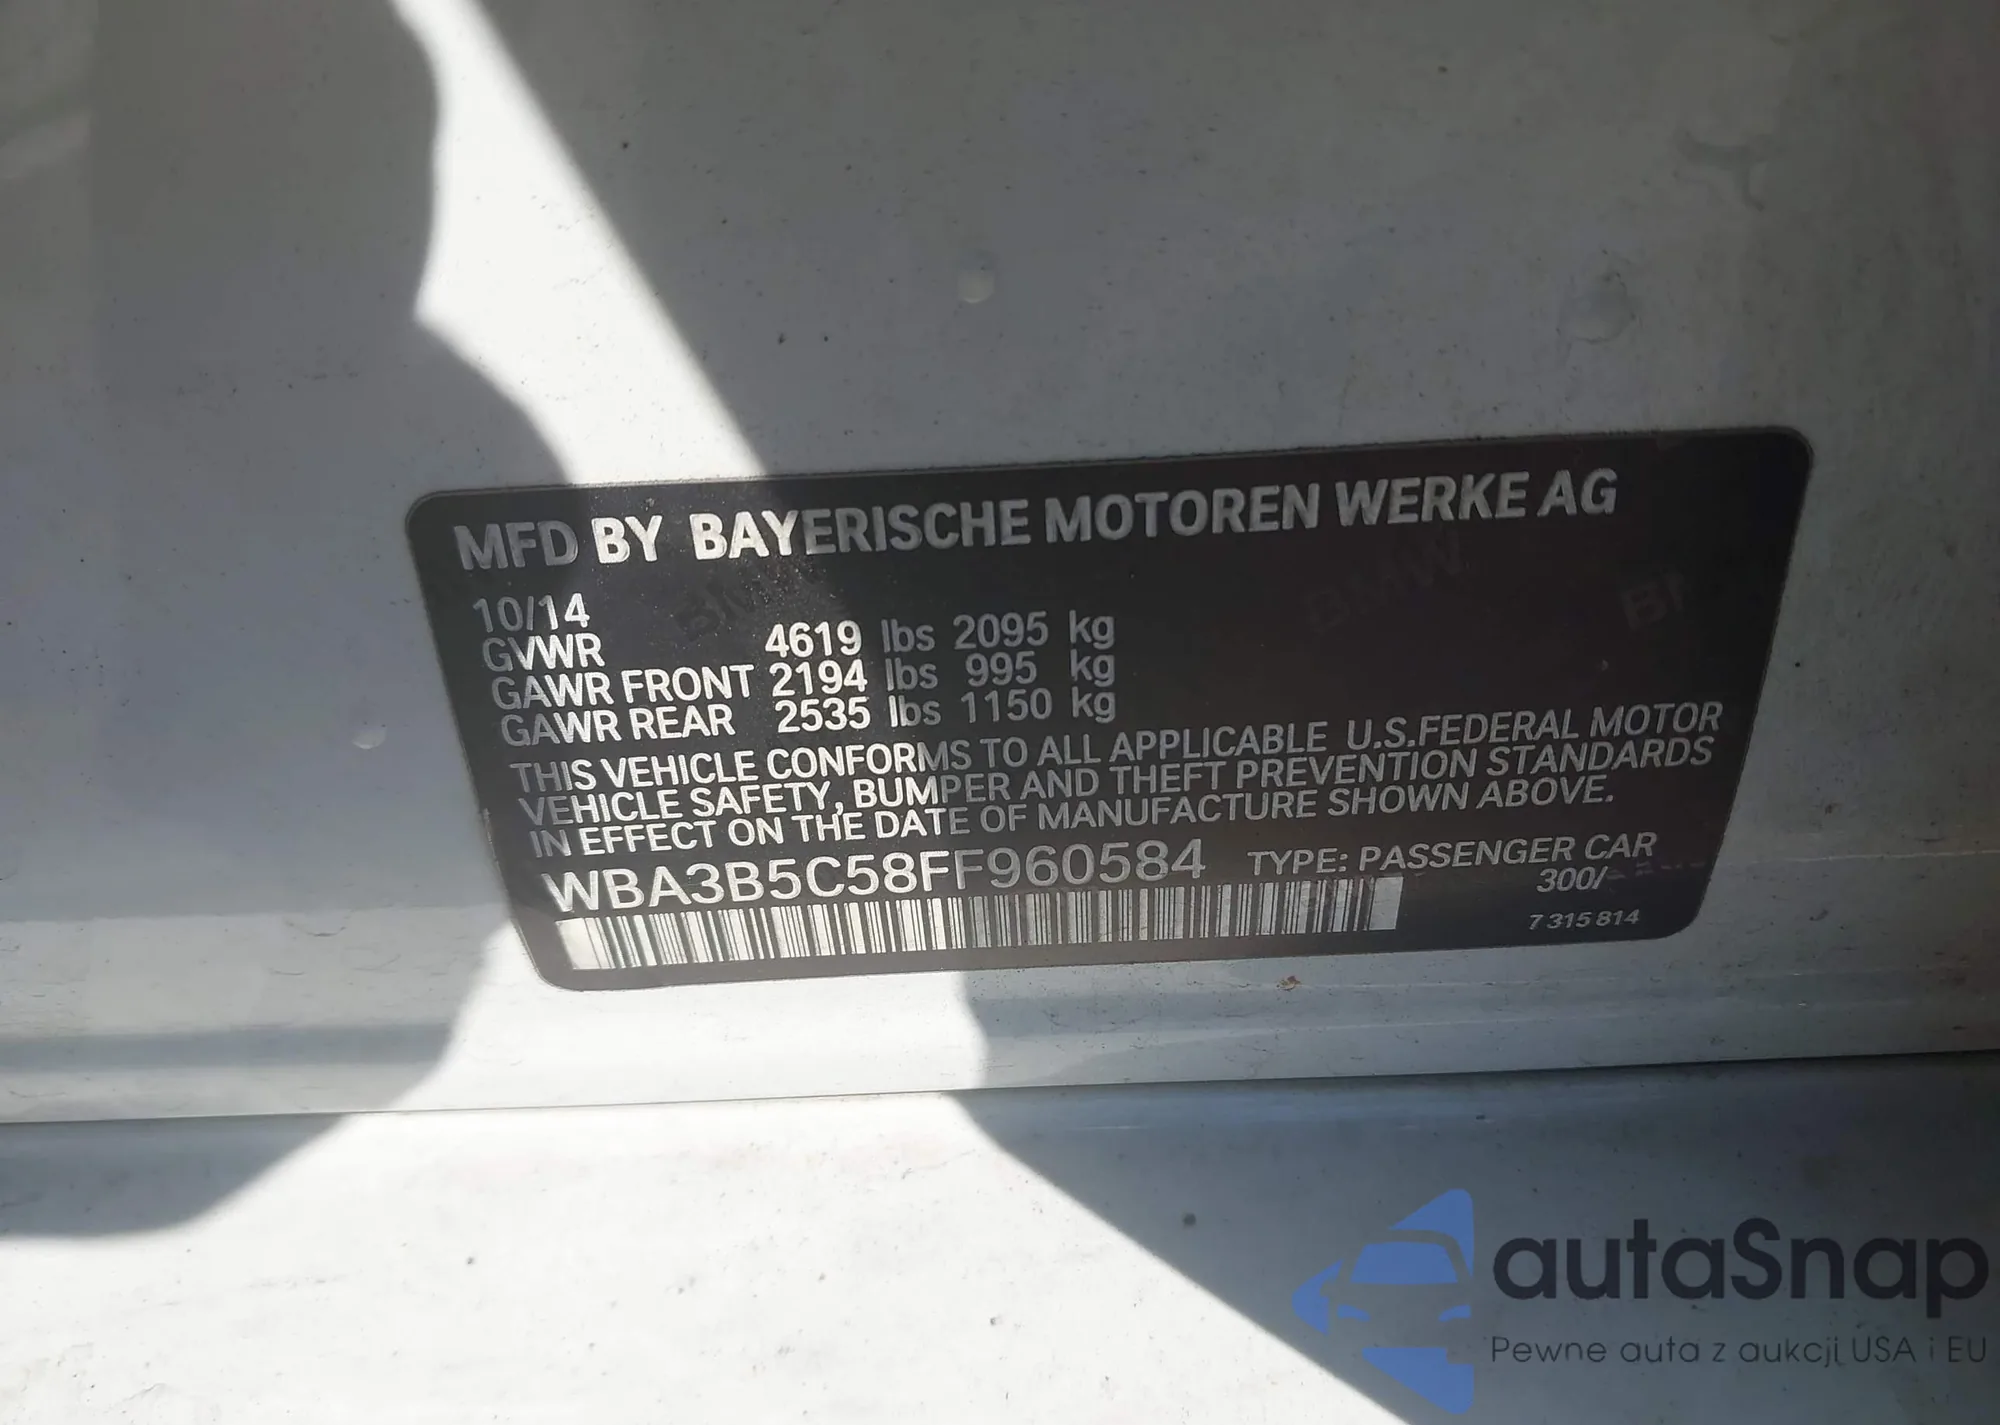 MFD BY BAYERISCHE MOTOREN WERKE AG
10/14
GVWR 4619 lbs 2095 kg
GAWR FRONT 2194 lbs 995 kg
GAWR REAR 2535 lbs 1150 kg
THIS VEHICLE CONFORMS TO ALL APPLICABLE U.S.FEDERAL MOTOR
VEHICLE SAFETY, BUMPER AND THEFT PREVENTION STANDARDS
IN EFFECT ON THE DATE OF MANUFACTURE SHOWN ABOVE.
WBA3B5C58FF960584 TYPE: PASSENGER CAR
300/
7 315 814
autaSnap
Pewne auta z aukcji USA i EU